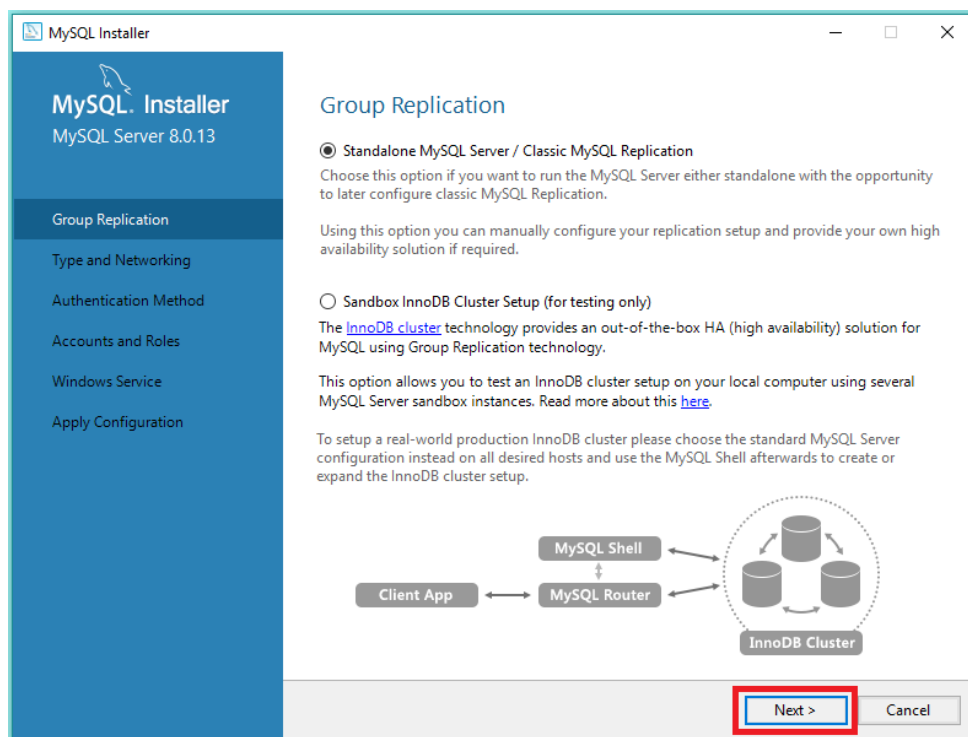 MySQL Installer
MySQL. Installer
MySQL Server 8.0.13
Group Replication
Type and Networking
Authentication Method
Accounts and Roles
Windows Service
Apply Configuration
Group Replication
Standalone MySQL Server / Classic MySQL Replication
Choose this option if you want to run the MySQL Server either standalone with the opportunity
to later configure classic MySQL Replication.
Using this option you can manually configure your replication setup and provide your own high
availability solution if required.
Sandbox InnoDB Cluster Setup (for testing only)
The InnoDB cluster technology provides an out-of-the-box HA (high availability) solution for
MySQL using Group Replication technology.
This option allows you to test an InnoDB cluster setup on your local computer using several
MySQL Server sandbox instances. Read more about this here.
To setup a real-world production InnoDB cluster please choose the standard MySQL Server
configuration instead on all desired hosts and use the MySQL Shell afterwards to create or
expand the InnoDB cluster setup.
MySQL Shell
Client App
MySQL Router
InnoDB Cluster
Next >
Cancel